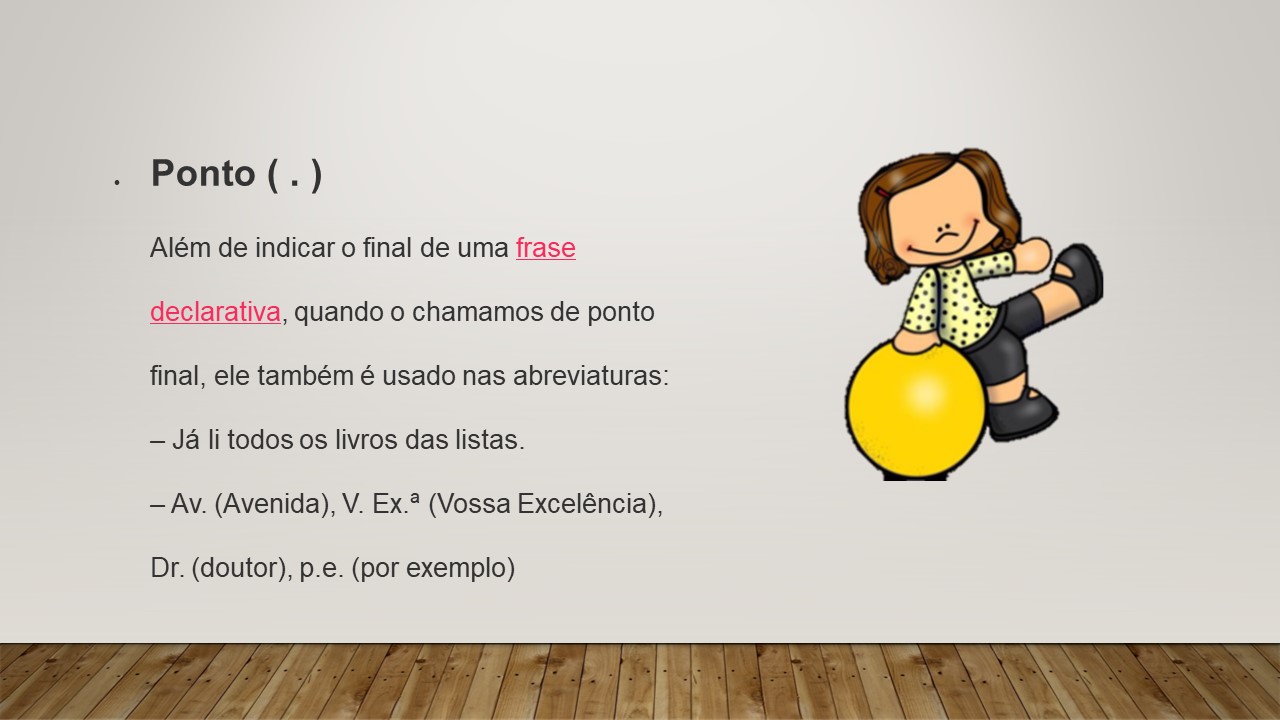 • Ponto ( . )
Além de indicar o final de uma frase
declarativa, quando o chamamos de ponto
final, ele também é usado nas abreviaturas:
– Já li todos os livros das listas.
– Av. (Avenida), V. Ex.ª (Vossa Excelência),
Dr. (doutor), p.e. (por exemplo)